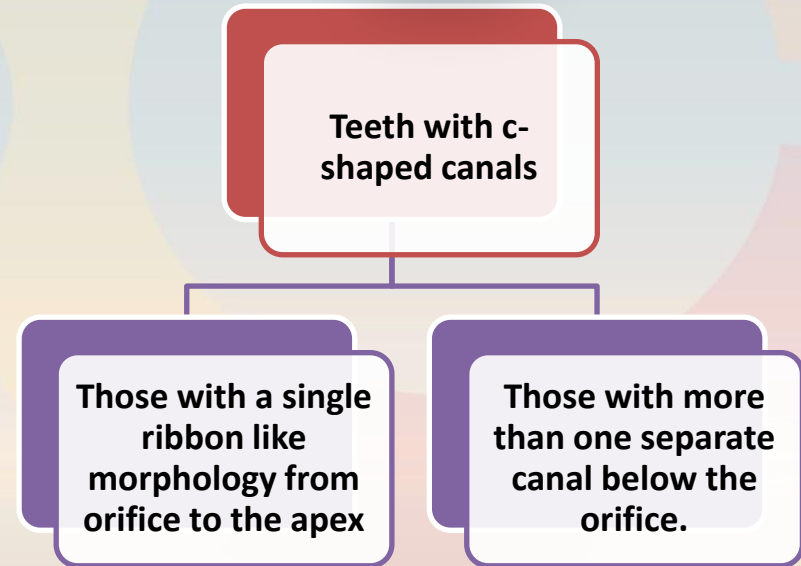 Teeth with c-
shaped canals
Those with a single
ribbon like
morphology from
orifice to the apex
Those with more
than one separate
canal below the
orifice.